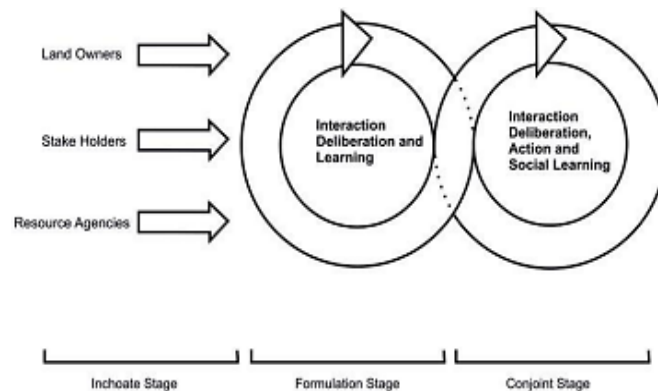 Land Owners
Stake Holders
Resource Agencies
Interaction
Deliberation and
Learning
Interaction
Deliberation,
Action and
Social Learning
Inchoate Stage
Formulation Stage
Conjoint Stage